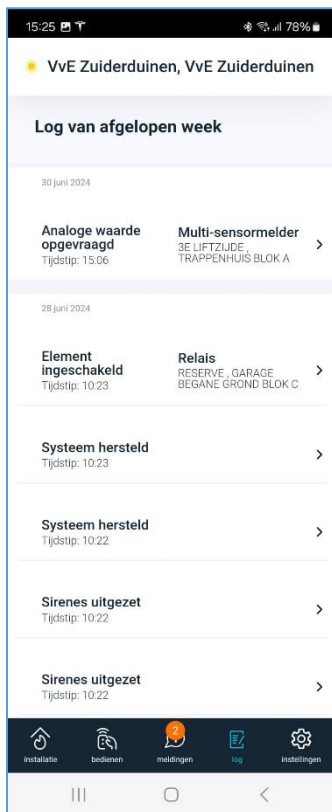 15:25 78%
VvE Zuiderduinen, VvE Zuiderduinen
Log van afgelopen week
30 juni 2024
Analoge waarde
opgevraagd
Tijdstip: 15:06
Multi-sensormelder
3E LIFTZIJDE ,
TRAPPENHUIS BLOK A
28 juni 2024
Element
ingeschakeld
Tijdstip: 10:23
Relais
RESERVE , GARAGE
BEGANE GROND BLOK C
Systeem hersteld
Tijdstip: 10:23
Systeem hersteld
Tijdstip: 10:22
Sirenes uitgezet
Tijdstip: 10:22
Sirenes uitgezet
Tijdstip: 10:22
2
installatie bedienen meldingen log instellingen